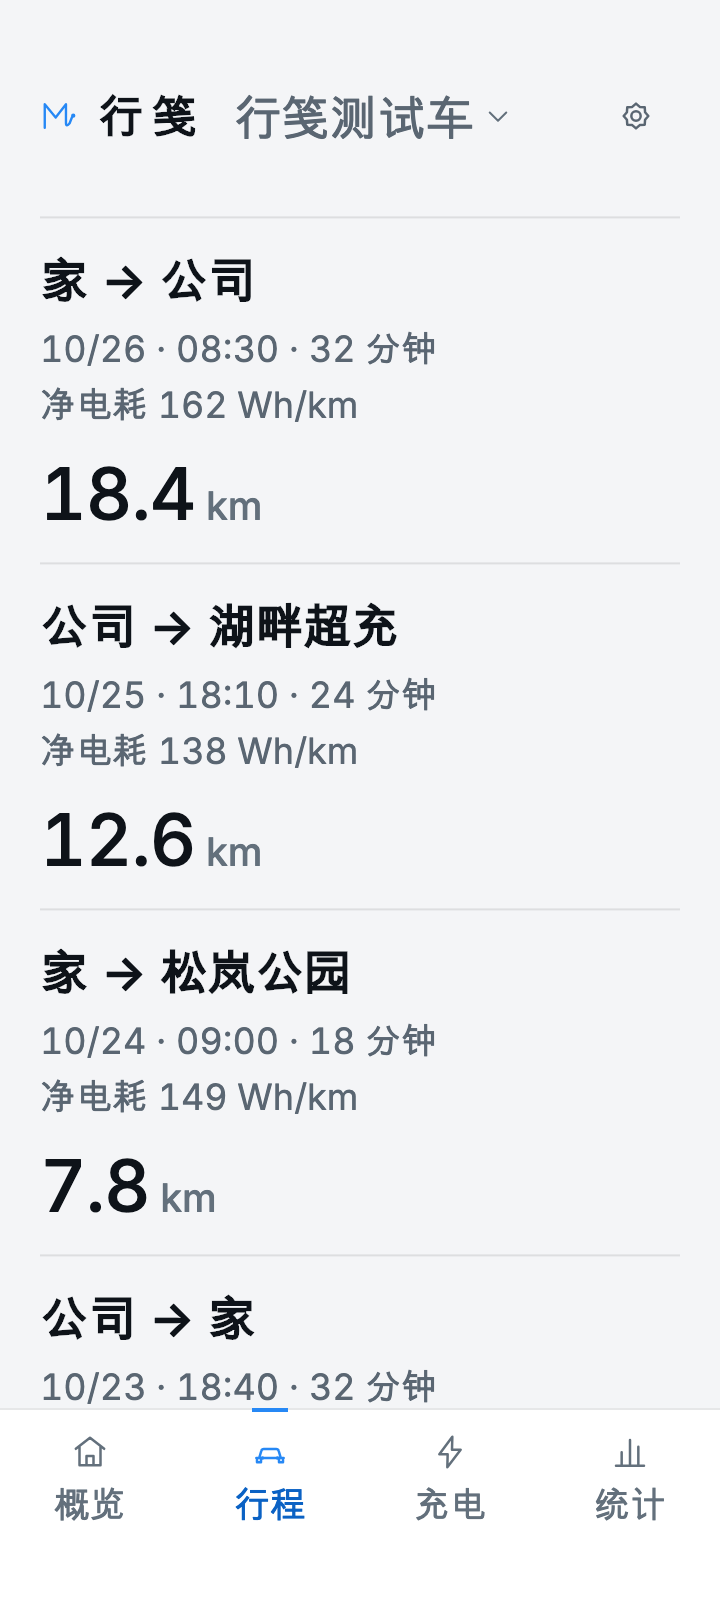 行笺 行笺测试车
家 → 公司
10/26 · 08:30 · 32 分钟
净电耗 162 Wh/km
18.4 km
公司 → 湖畔超充
10/25 · 18:10 · 24 分钟
净电耗 138 Wh/km
12.6 km
家 → 松岚公园
10/24 · 09:00 · 18 分钟
净电耗 149 Wh/km
7.8 km
公司 → 家
10/23 · 18:40 · 32 分钟
概览 行程 充电 统计